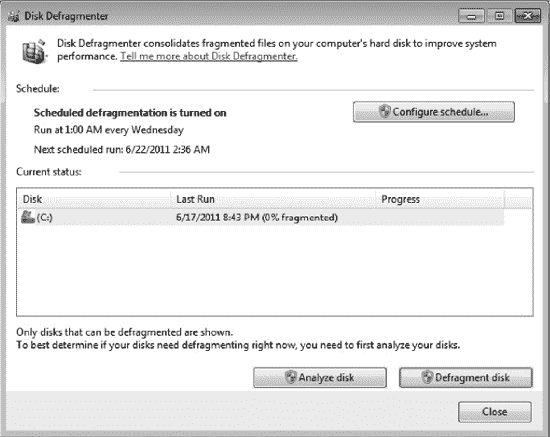 Disk Defragmenter
Disk Defragmenter consolidates fragmented files on your computer's hard disk to improve system
performance. Tell me more about Disk Defragmenter.
Schedule:
Scheduled defragmentation is turned on
Configure schedule...
Run at 1:00 AM every Wednesday
Next scheduled run: 6/22/2011 2:36 AM
Current status:
Disk Last Run Progress
(C:) 6/17/2011 8:43 PM (0% fragmented)
Only disks that can be defragmented are shown.
To best determine if your disks need defragmenting right now, you need to first analyze your disks.
Analyze disk Defragment disk
Close